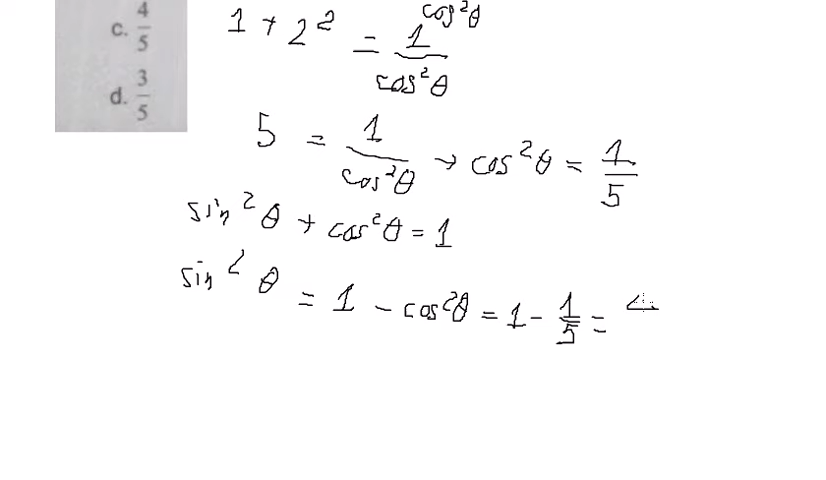 c. 4/5
d. 3/5
cos²θ
1 + 2² = 1/cos²θ
5 = 1/cos²θ → cos²θ = 1/5
sin²θ + cos²θ = 1
sin²θ = 1 - cos²θ = 1 - 1/5 =